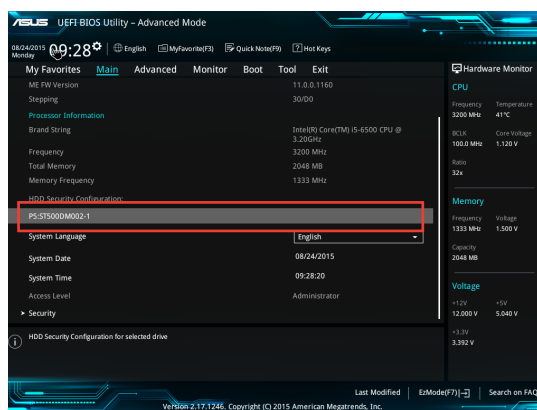 ASUS UEFI BIOS Utility – Advanced Mode
08/24/2015 Monday 09:28 English MyFavorite(F3) Quick Note(F9) ? Hot Keys
My Favorites Main Advanced Monitor Boot Tool Exit
ME FW Version 11.0.0.1160
Stepping 30/D0
Processor Information
Brand String Intel(R) Core(TM) i5-6500 CPU @ 3.20GHz
Frequency 3200 MHz
Total Memory 2048 MB
Memory Frequency 1333 MHz
HDD Security Configuration:
P5:ST500DM002-1
System Language English
System Date 08/24/2015
System Time 09:28:20
Access Level Administrator
> Security
i HDD Security Configuration for selected drive
Hardware Monitor
CPU
Frequency Temperature
3200 MHz 41°C
BCLK Core Voltage
100.0 MHz 1.120 V
Ratio
32x
Memory
Frequency Voltage
1333 MHz 1.500 V
Capacity
2048 MB
Voltage
+12V +5V
12.000 V 5.040 V
+3.3V
3.392 V
Last Modified EzMode(F7) Search on FAQ
Version 2.17.1246. Copyright (C) 2015 American Megatrends, Inc.